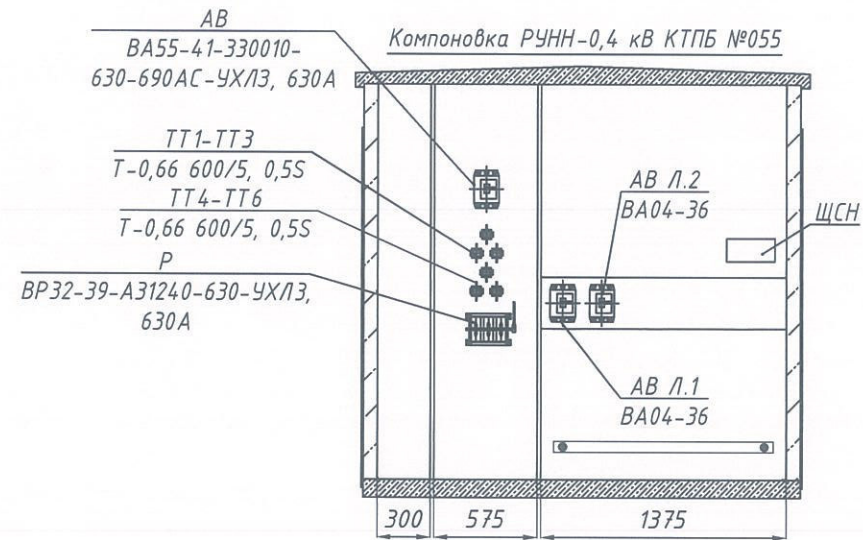 Компоновка РУНН-0,4 кВ КТПБ №055
АВ
ВА55-41-330010-
630-690АС-УХЛ3, 630А
ТТ1-ТТ3
Т-0,66 600/5, 0,5S
ТТ4-ТТ6
Т-0,66 600/5, 0,5S
Р
ВР32-39-А31240-630-УХЛ3,
630А
АВ Л.2
ВА04-36
ЩСН
АВ Л.1
ВА04-36
300
575
1375